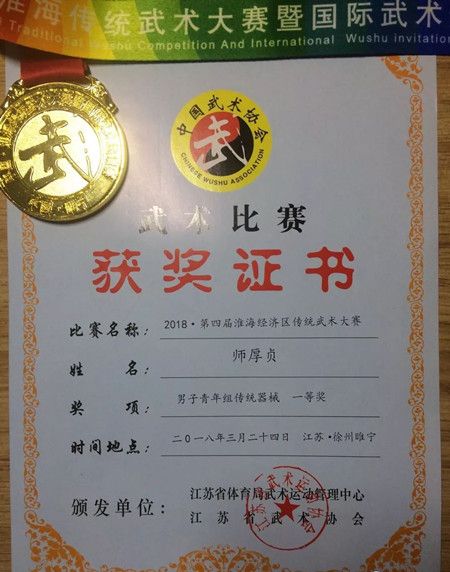 淮海传统武术大赛暨国际武术
Traditional Wushu Competition And International Wushu invitati
武
中国武术协会
CHINESE WUSHU ASSOCIATION
武术比赛
获奖证书
比赛名称： 2018·第四届淮海经济区传统武术大赛
姓名： 师厚贞
奖项： 男子青年组传统器械 一等奖
时间地点： 二0一八年三月二十四日 江苏·徐州睢宁
颁发单位： 江苏省体育局武术运动管理中心
江苏省武术协会